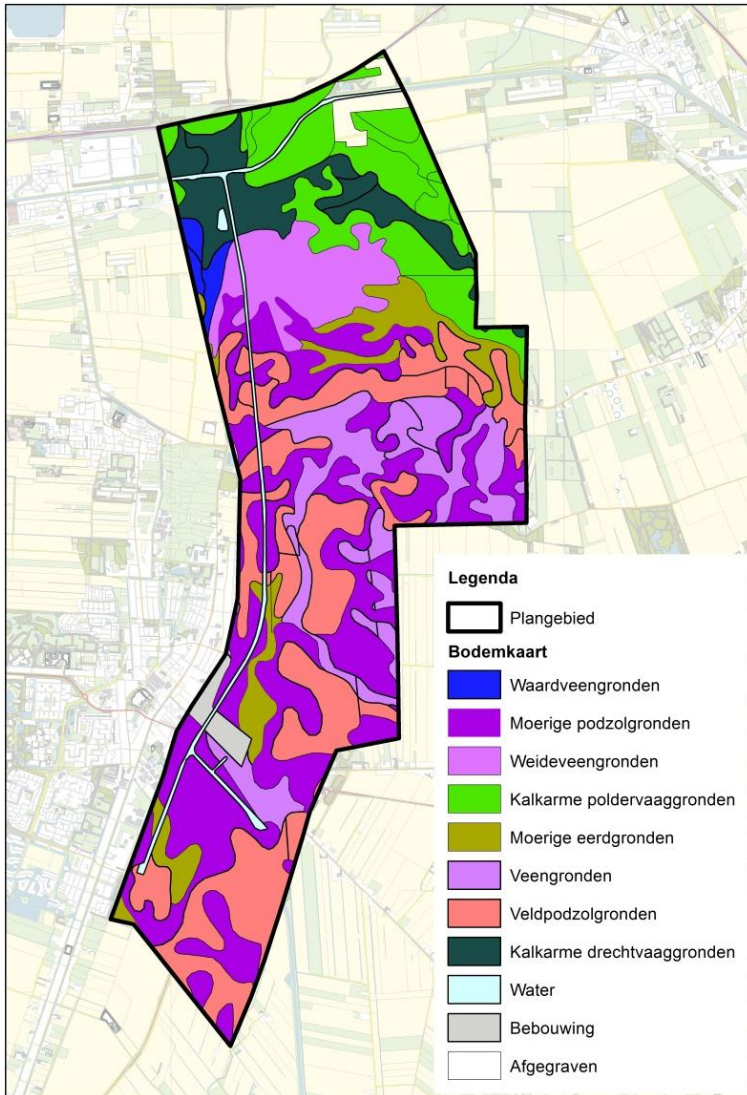 Legenda
Plangebied
Bodemkaart
Waardveengronden
Moerige podzolgronden
Weideveengronden
Kalkarme poldervaaggronden
Moerige eerdgronden
Veengronden
Veldpodzolgronden
Kalkarme drechtvaaggronden
Water
Bebouwing
Afgegraven